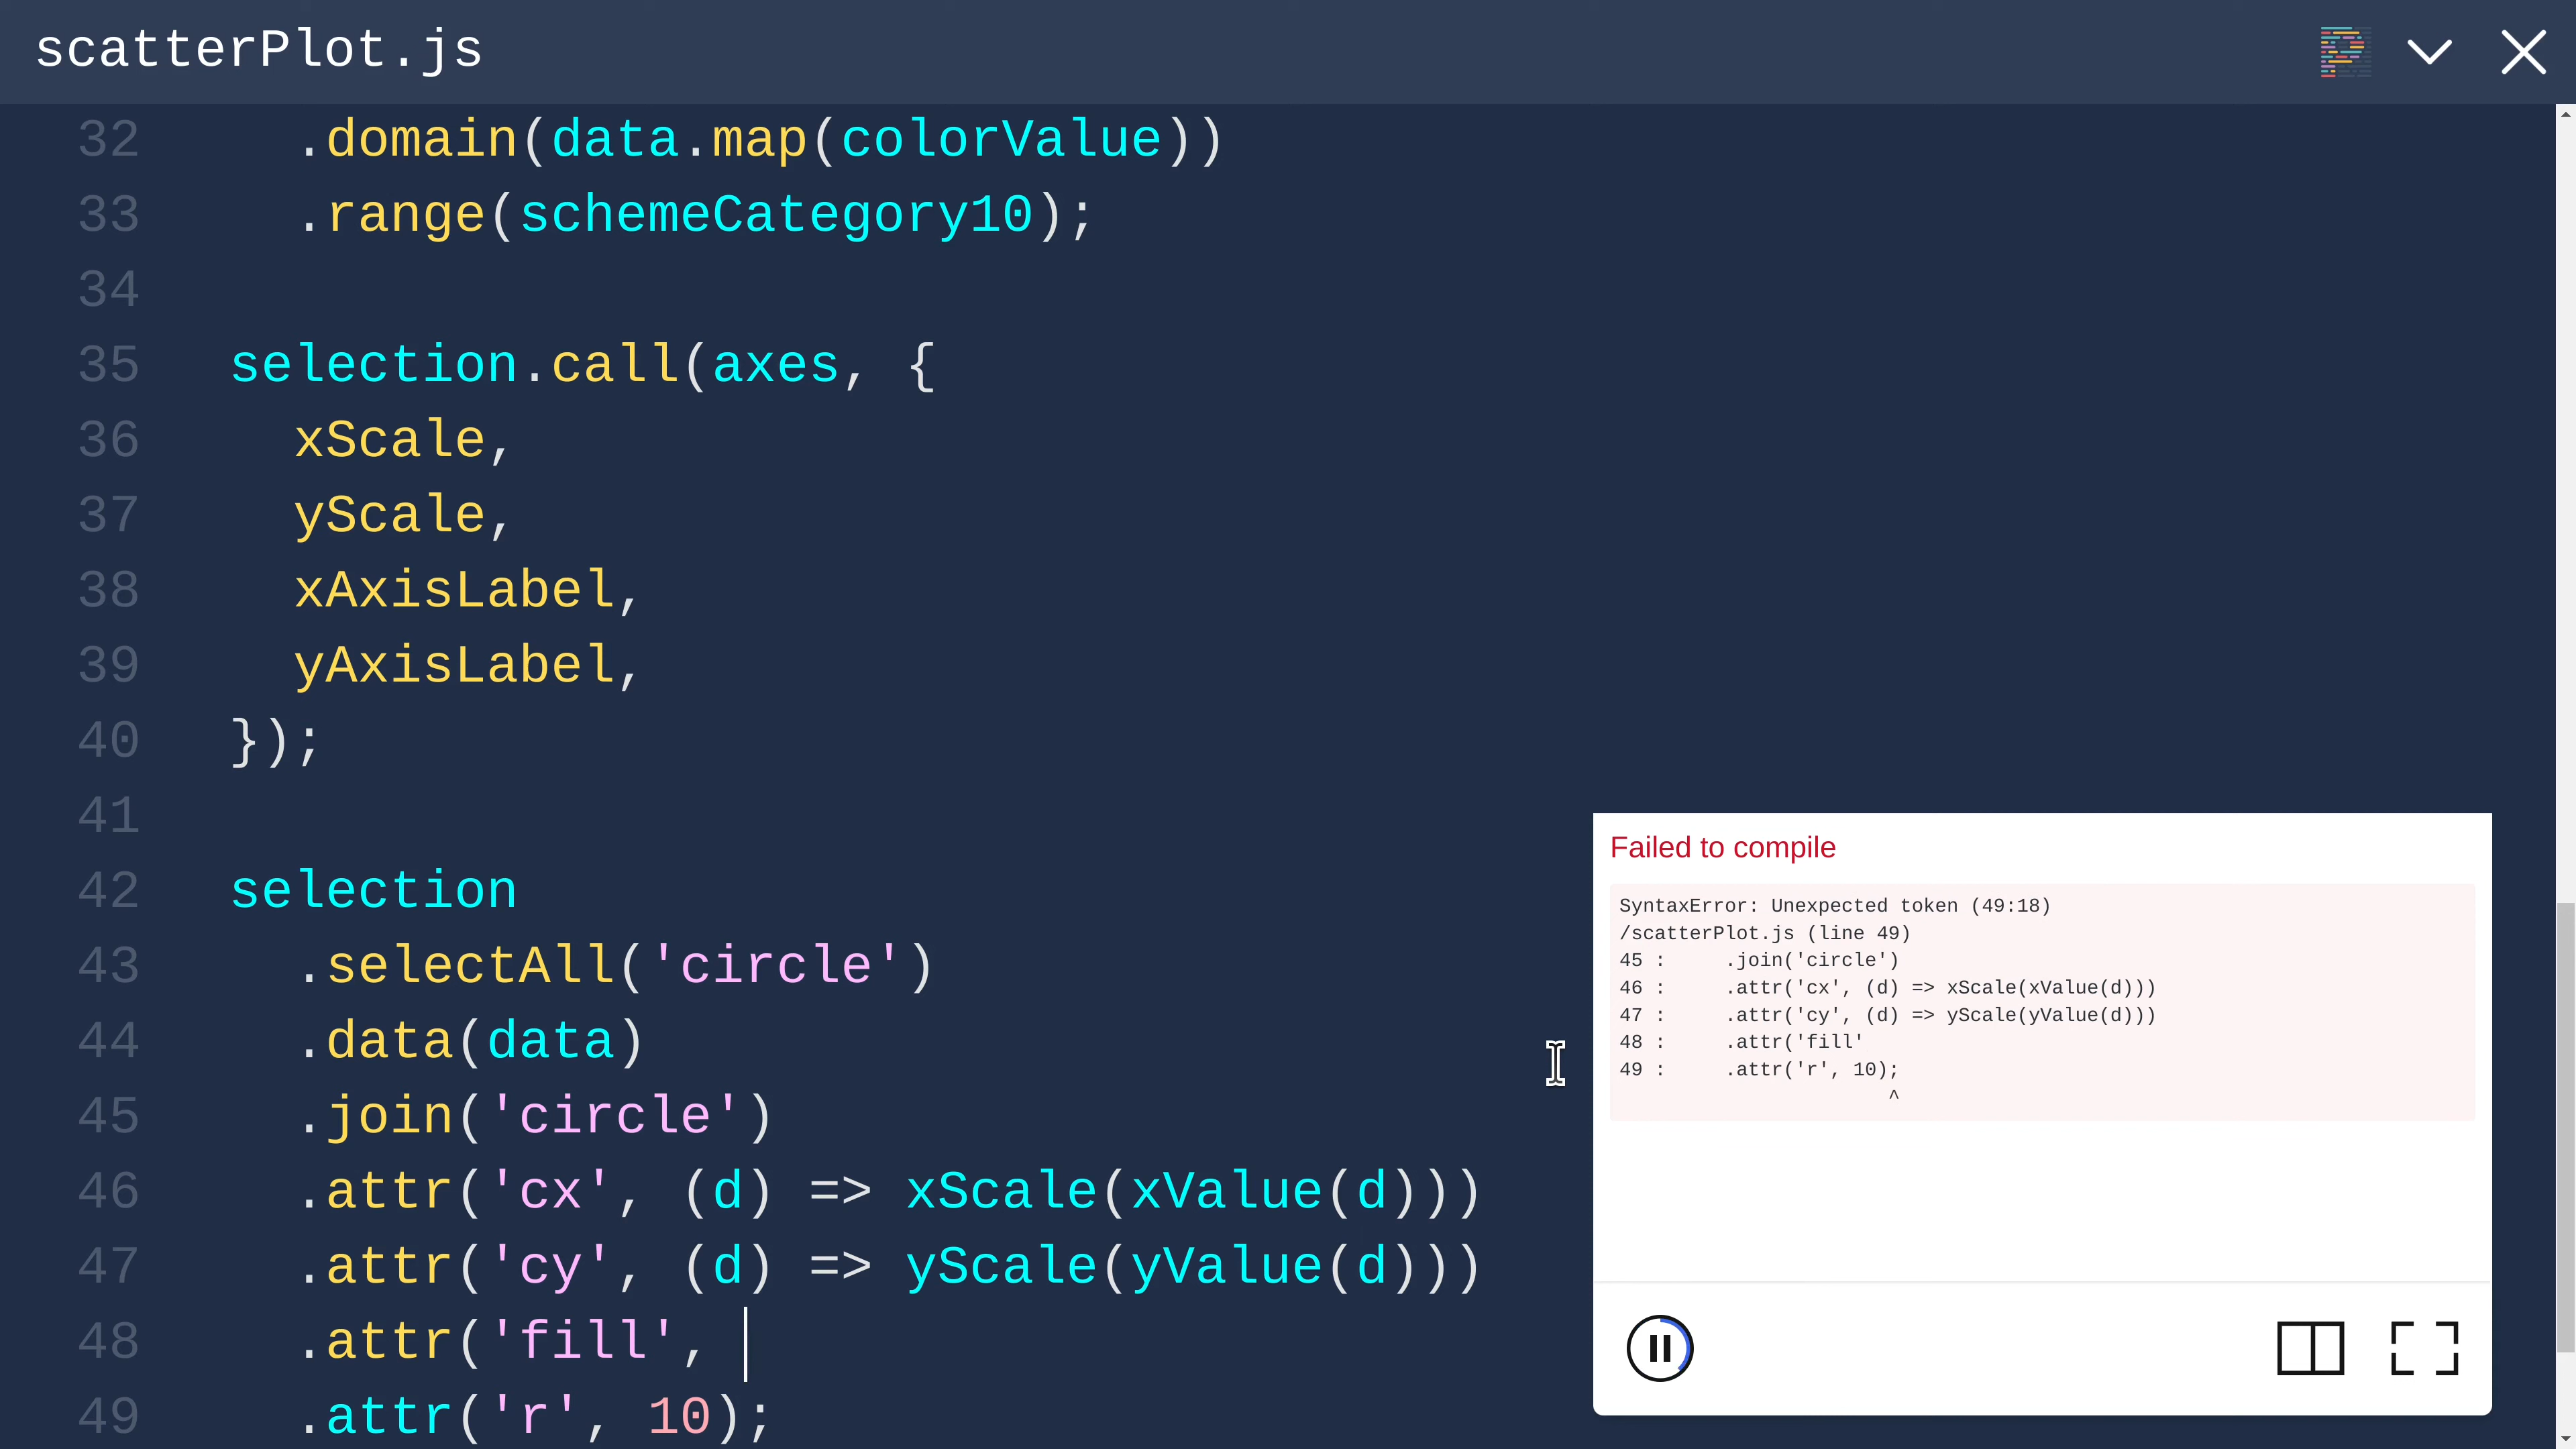 scatterPlot.js
32     .domain(data.map(colorValue))
33     .range(schemeCategory10);
34
35   selection.call(axes, {
36     xScale,
37     yScale,
38     xAxisLabel,
39     yAxisLabel,
40   });
41
42   selection
43     .selectAll('circle')
44     .data(data)
45     .join('circle')
46     .attr('cx', (d) => xScale(xValue(d)))
47     .attr('cy', (d) => yScale(yValue(d)))
48     .attr('fill',
49     .attr('r', 10);
Failed to compile
SyntaxError: Unexpected token (49:18)
/scatterPlot.js (line 49)
45 :     .join('circle')
46 :     .attr('cx', (d) => xScale(xValue(d)))
47 :     .attr('cy', (d) => yScale(yValue(d)))
48 :     .attr('fill'
49 :     .attr('r', 10);
                  ^